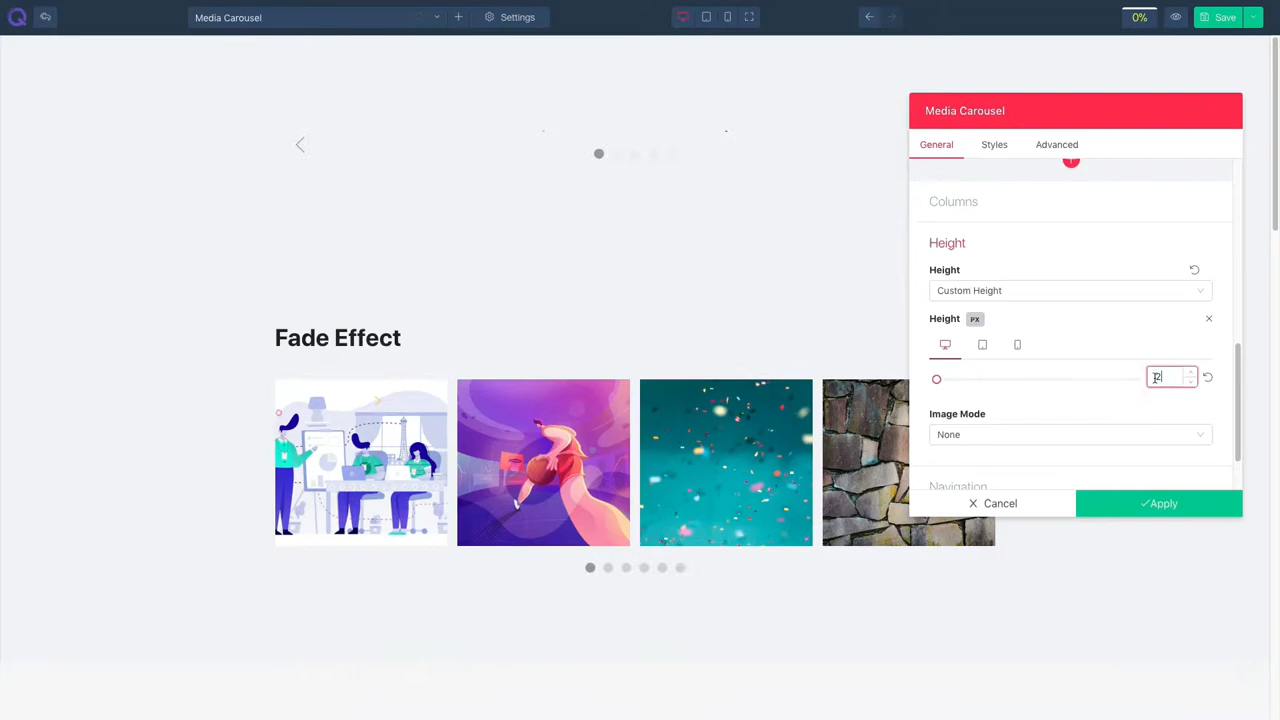 Media Carousel
Settings
0%
Save
Media Carousel
General
Styles
Advanced
Columns
Height
Height
Custom Height
Height PX
Fade Effect
Image Mode
None
Navigation
Cancel
Apply